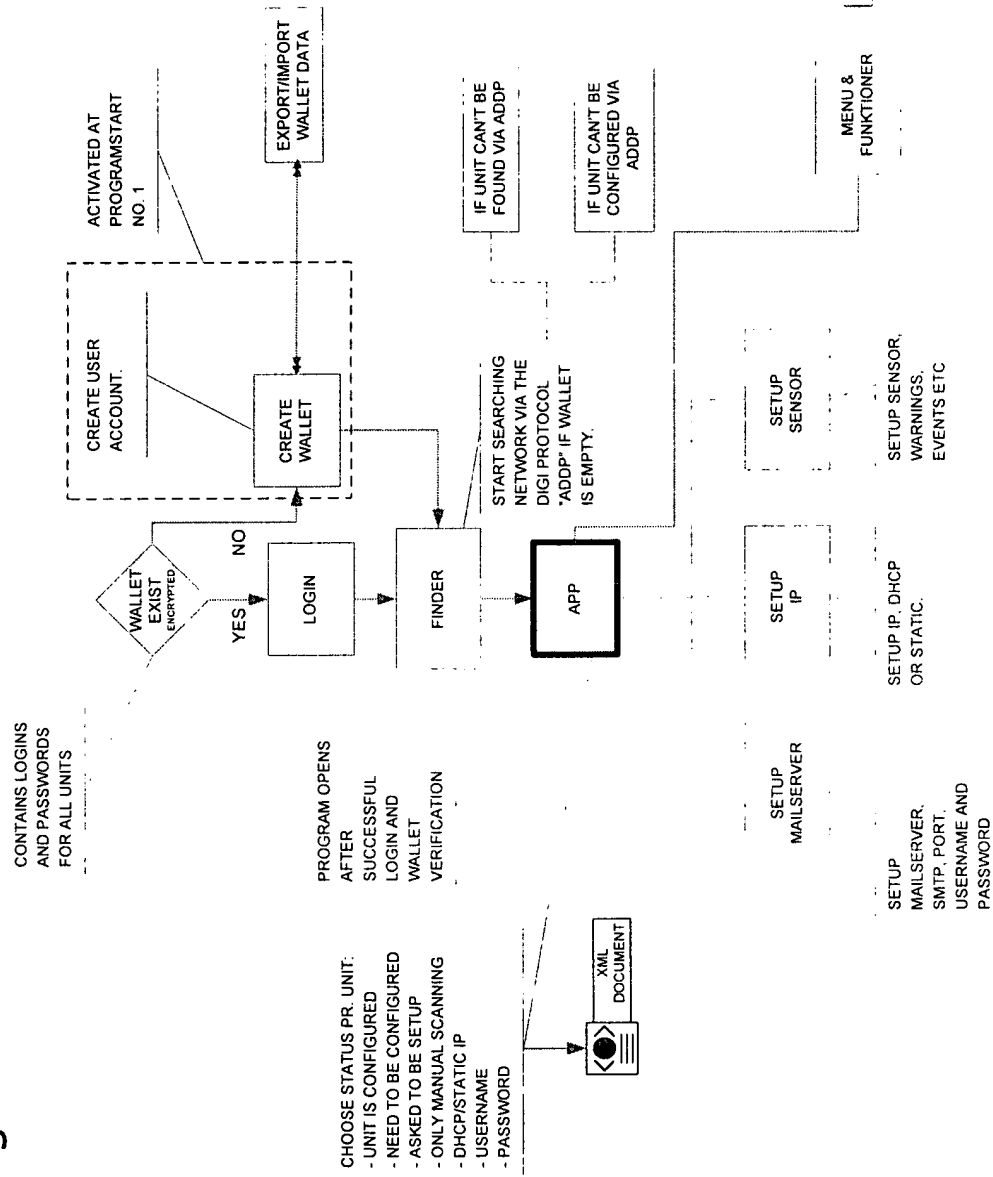 CONTAINS LOGINS
AND PASSWORDS
FOR ALL UNITS
WALLET
EXIST
ENCRYPTED
YES
NO
CREATE USER
ACCOUNT.
ACTIVATED AT
PROGRAMSTART
NO. 1
CREATE
WALLET
EXPORT/IMPORT
WALLET DATA
LOGIN
PROGRAM OPENS
AFTER
SUCCESSFUL
LOGIN AND
WALLET
VERIFICATION
FINDER
START SEARCHING
NETWORK VIA THE
DIGI PROTOCOL
"ADDP" IF WALLET
IS EMPTY.
IF UNIT CAN'T BE
FOUND VIA ADDP
IF UNIT CAN'T BE
CONFIGURED VIA
ADDP
CHOOSE STATUS PR. UNIT:
- UNIT IS CONFIGURED
- NEED TO BE CONFIGURED
- ASKED TO BE SETUP
- ONLY MANUAL SCANNING
- DHCP/STATIC IP
- USERNAME
- PASSWORD
XML
DOCUMENT
APP
MENU &
FUNKTIONER
SETUP
MAILSERVER
SETUP
IP
SETUP
SENSOR
SETUP
MAILSERVER.
SMTP, PORT.
USERNAME AND
PASSWORD
SETUP IP, DHCP
OR STATIC.
SETUP SENSOR,
WARNINGS,
EVENTS ETC